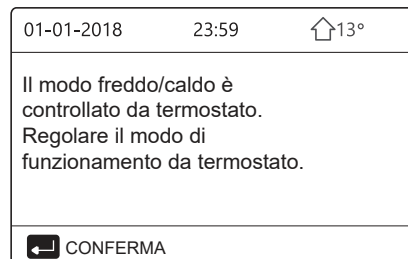 01-01-2018 23:59 13°
Il modo freddo/caldo è
controllato da termostato.
Regolare il modo di
funzionamento da termostato.
CONFERMA